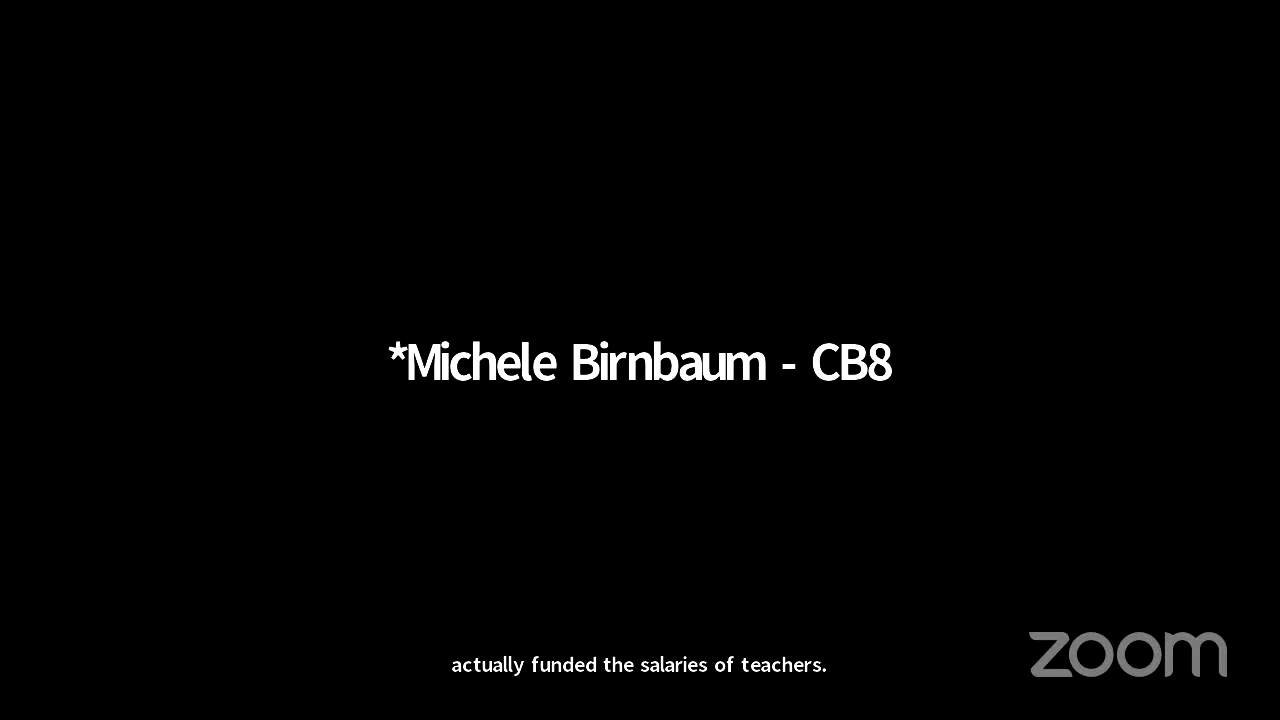 *Michele Birnbaum - CB8
actually funded the salaries of teachers.
zoom